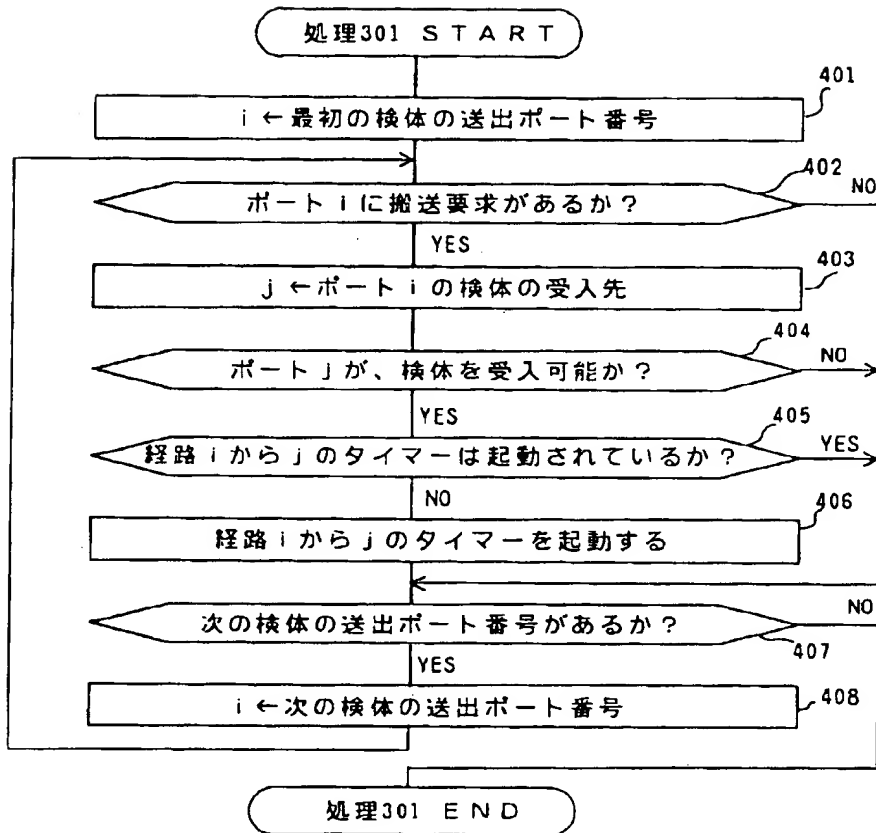 処理301 START
401
i←最初の検体の送出ポート番号
402
ポートiに搬送要求があるか?
NO
YES
403
j←ポートiの検体の受入先
404
ポートjが、検体を受入可能か?
NO
YES
405
経路iからjのタイマーは起動されているか?
YES
NO
406
経路iからjのタイマーを起動する
次の検体の送出ポート番号があるか?
NO
407
YES
i←次の検体の送出ポート番号
408
処理301 END